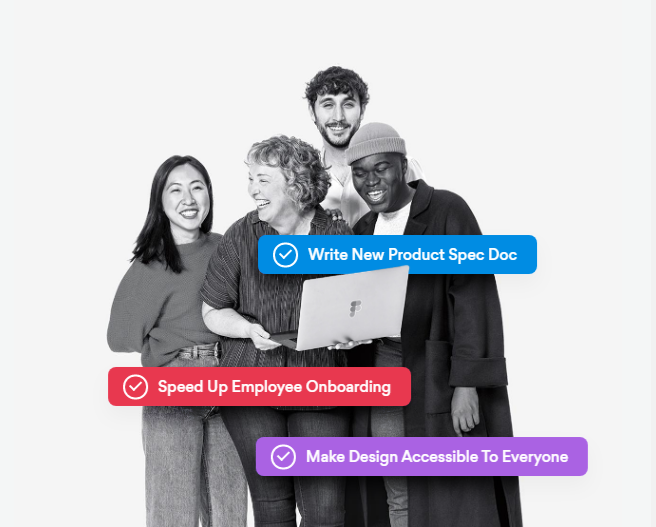 Write New Product Spec Doc
Speed Up Employee Onboarding
Make Design Accessible To Everyone